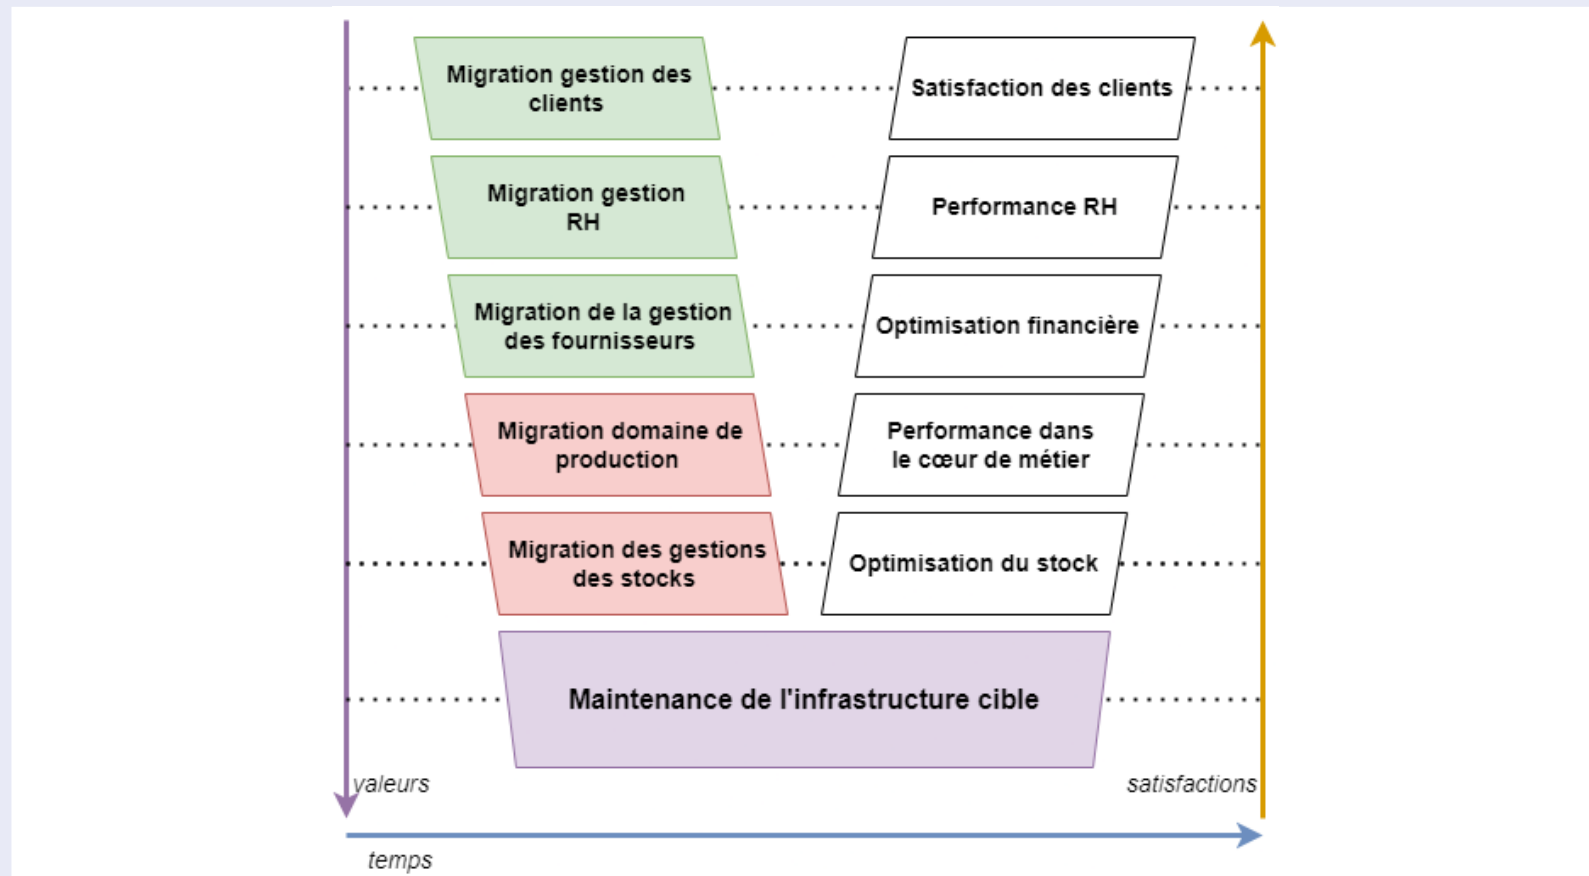 Migration gestion des
clients
Satisfaction des clients
Migration gestion
RH
Performance RH
Migration de la gestion
des fournisseurs
Optimisation financière
Migration domaine de
production
Performance dans
le cœur de métier
Migration des gestions
des stocks
Optimisation du stock
Maintenance de l'infrastructure cible
valeurs
satisfactions
temps